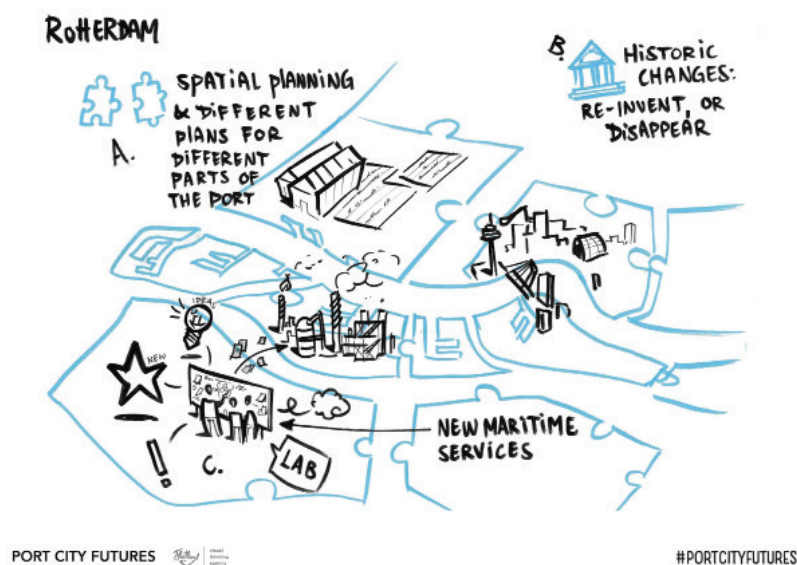 ROTTERDAM
A.
SPATIAL PLANNING
& DIFFERENT
PLANS FOR
DIFFERENT
PARTS OF
THE PORT
B.
HISTORIC
CHANGES:
RE-INVENT, OR
DISAPPEAR
IDEAS
NEW
C.
LAB
NEW MARITIME
SERVICES
PORT CITY FUTURES
#PORTCITYFUTURES